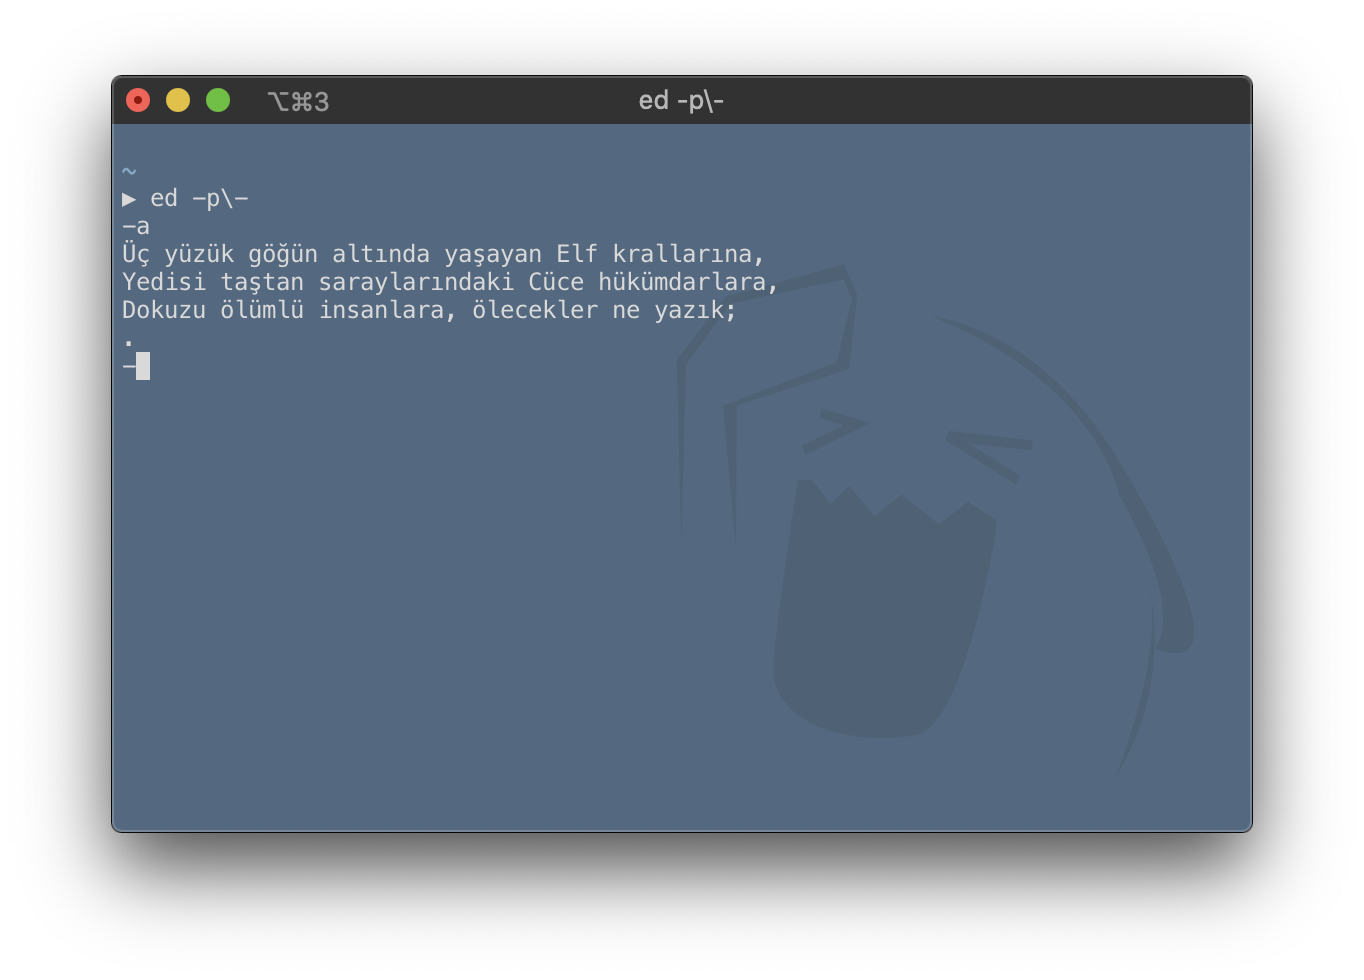 ⌥⌘3 ed -p\-
~
▶ ed -p\-
-a
Üç yüzük göğün altında yaşayan Elf krallarına,
Yedisi taştan saraylarındaki Cüce hükümdarlara,
Dokuzu ölümlü insanlara, ölecekler ne yazık;
.
-